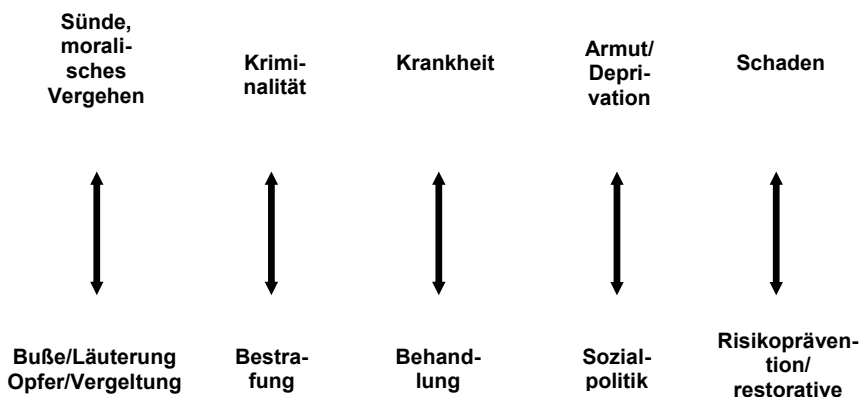 Sünde,
morali-
sches
Vergehen
Krimi-
nalität
Krankheit
Armut/
Depri-
vation
Schaden
Buße/Läuterung
Opfer/Vergeltung
Bestra-
fung
Behand-
lung
Sozial-
politik
Risikopräven-
tion/
restorative